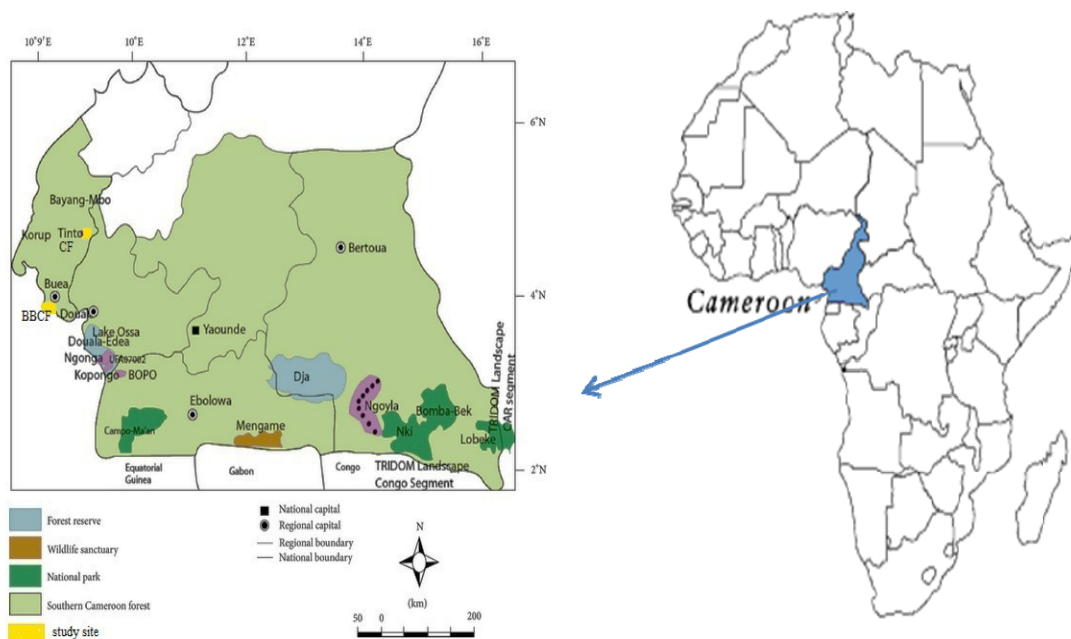 10°9'E 10°E 12°E 14°E 16°E
6°N
Bayang-Mbo
Korup Tinto
CF
Bertoua
Buea
4°N
BBCF Douala
Lake Ossa
Yaounde
Douala-Edea
Ngonga UFA97002
Kopongo BOPO
Dja
TRIDOM Landscape
CAR segment
Ebolowa
Ngoyla
Bomba-Bek
Campo-Ma'an
Mengame
Nki
Lobeke
Equatorial
Guinea
Gabon
Congo
TRIDOM Landscape
Congo Segment
2°N
Forest reserve
Wildlife sanctuary
National park
Southern Cameroon forest
study site
National capital
Regional capital
Regional boundary
National boundary
N
(km)
50 0 100 200
Cameroon